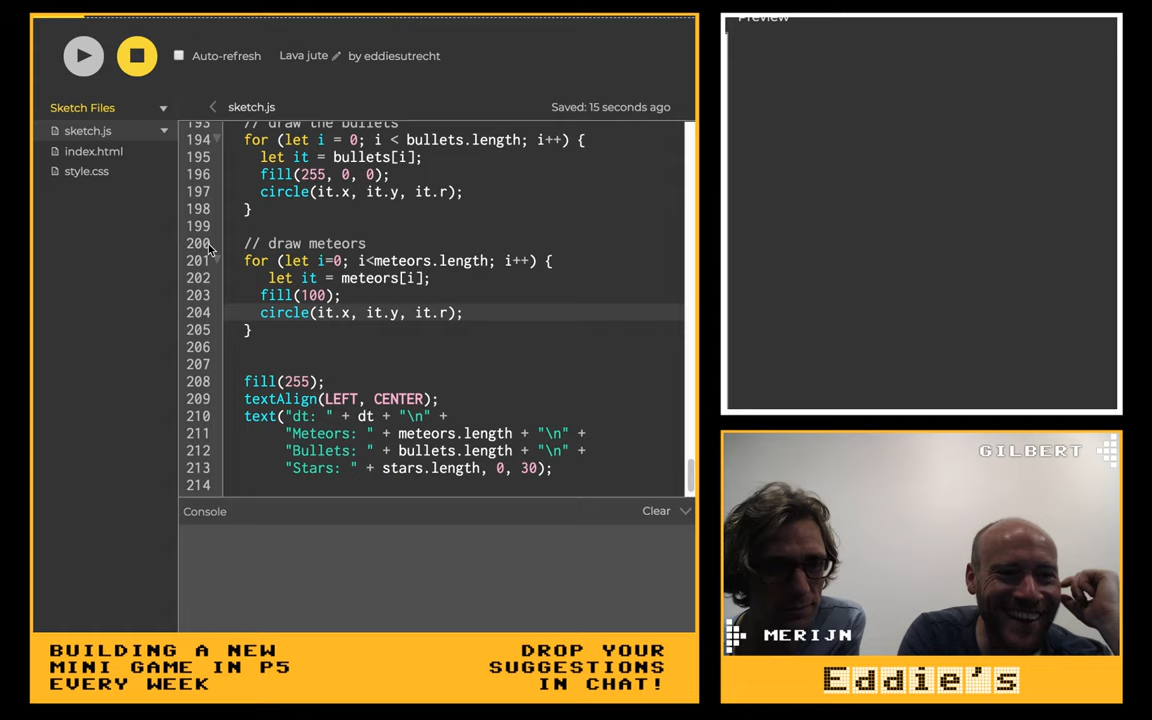 Auto-refresh
Lava jute
by eddiesutrecht
Sketch Files
sketch.js
index.html
style.css
sketch.js
Saved: 15 seconds ago
193 // draw the bullets
194 for (let i = 0; i < bullets.length; i++) {
195 let it = bullets[i];
196 fill(255, 0, 0);
197 circle(it.x, it.y, it.r);
198 }
199
200 // draw meteors
201 for (let i=0; i<meteors.length; i++) {
202 let it = meteors[i];
203 fill(100);
204 circle(it.x, it.y, it.r);
205 }
206
207
208 fill(255);
209 textAlign(LEFT, CENTER);
210 text("dt: " + dt + "\n" +
211 "Meteors: " + meteors.length + "\n" +
212 "Bullets: " + bullets.length + "\n" +
213 "Stars: " + stars.length, 0, 30);
214
Console
Clear
Preview
GILBERT
MERIJN
BUILDING A NEW
MINI GAME IN P5
EVERY WEEK
DROP YOUR
SUGGESTIONS
IN CHAT!
Eddie's